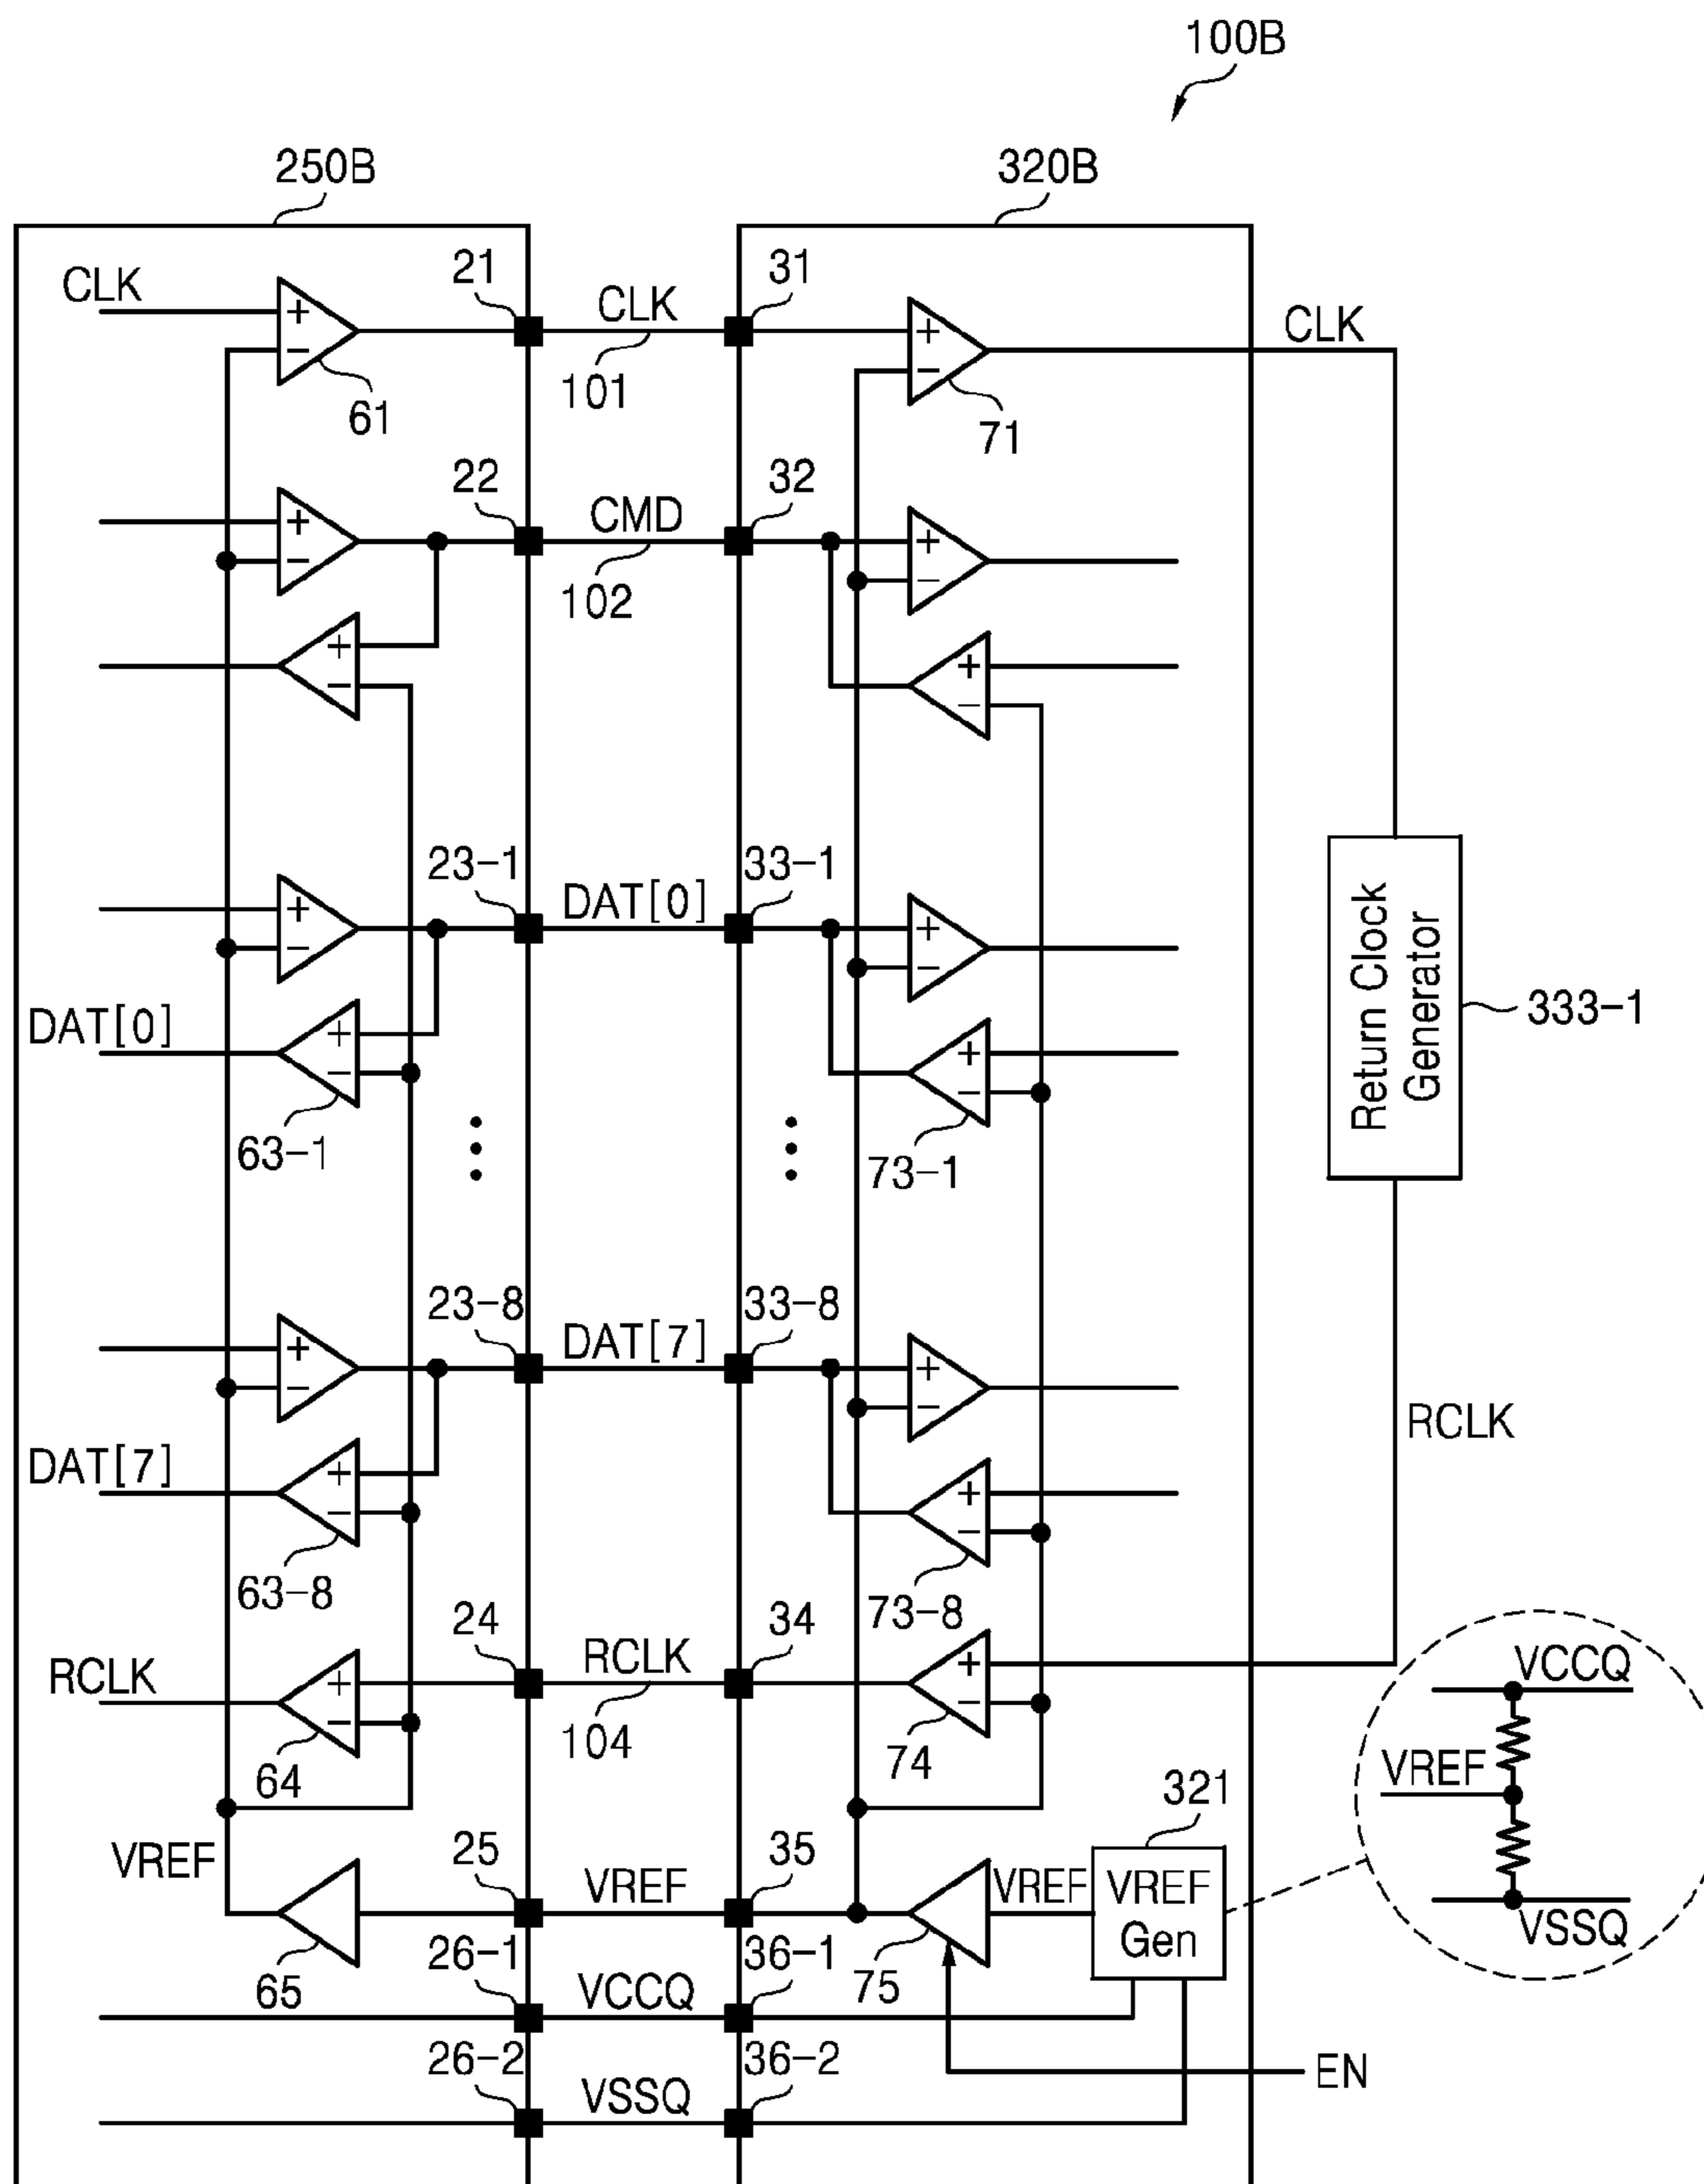 100B
250B
320B
CLK
+
−
61
21
CLK
101
31
+
−
71
CLK
+
−
22
CMD
102
32
+
−
+
−
+
−
+
−
23-1
DAT[0]
33-1
+
−
DAT[0]
+
−
63-1
+
−
73-1
Return Clock
Generator
333-1
+
−
23-8
DAT[7]
33-8
+
−
DAT[7]
+
−
63-8
+
−
73-8
RCLK
RCLK
+
−
64
24
RCLK
104
34
+
−
74
VREF
65
25
VREF
35
75
VREF
321
VREF
Gen
VCCQ
VREF
VSSQ
26-1
VCCQ
36-1
26-2
VSSQ
36-2
EN